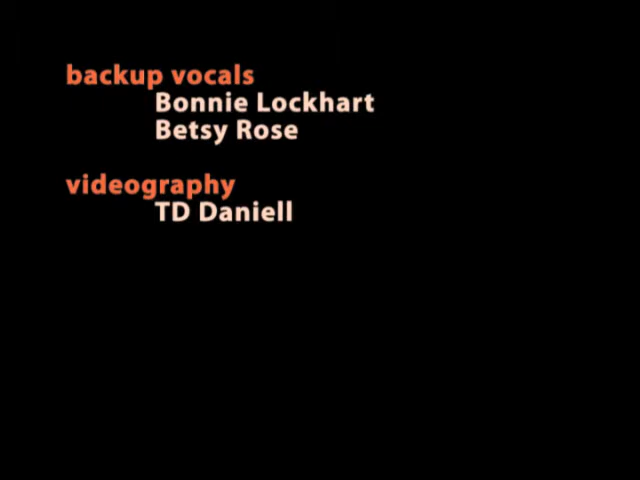 backup vocals
Bonnie Lockhart
Betsy Rose
videography
TD Daniell